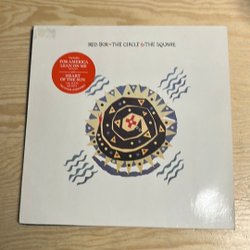 RED BOX • THE CIRCLE & THE SQUARE
FOR AMERICA
LEAN ON ME
HEART
OF THE SUN